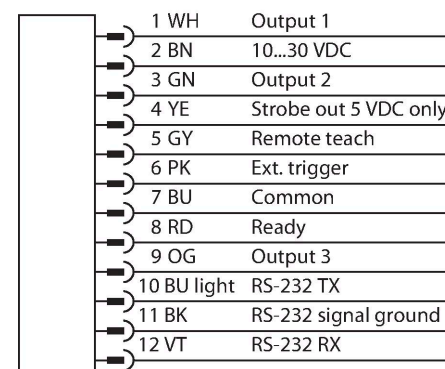 1 WH Output 1
2 BN 10...30 VDC
3 GN Output 2
4 YE Strobe out 5 VDC only
5 GY Remote teach
6 PK Ext. trigger
7 BU Common
8 RD Ready
9 OG Output 3
10 BU light RS-232 TX
11 BK RS-232 signal ground
12 VT RS-232 RX